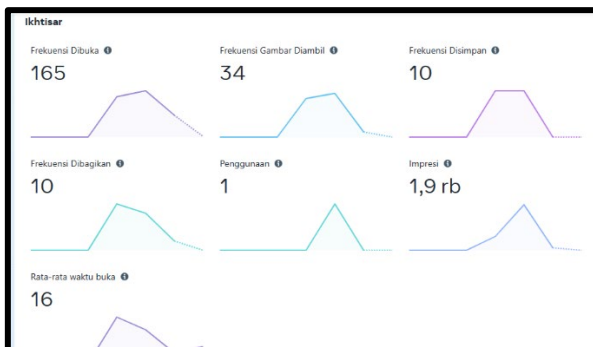 Ikhtisar
Frekuensi Dibuka
165
Frekuensi Gambar Diambil
34
Frekuensi Disimpan
10
Frekuensi Dibagikan
10
Penggunaan
1
Impresi
1,9 rb
Rata-rata waktu buka
16